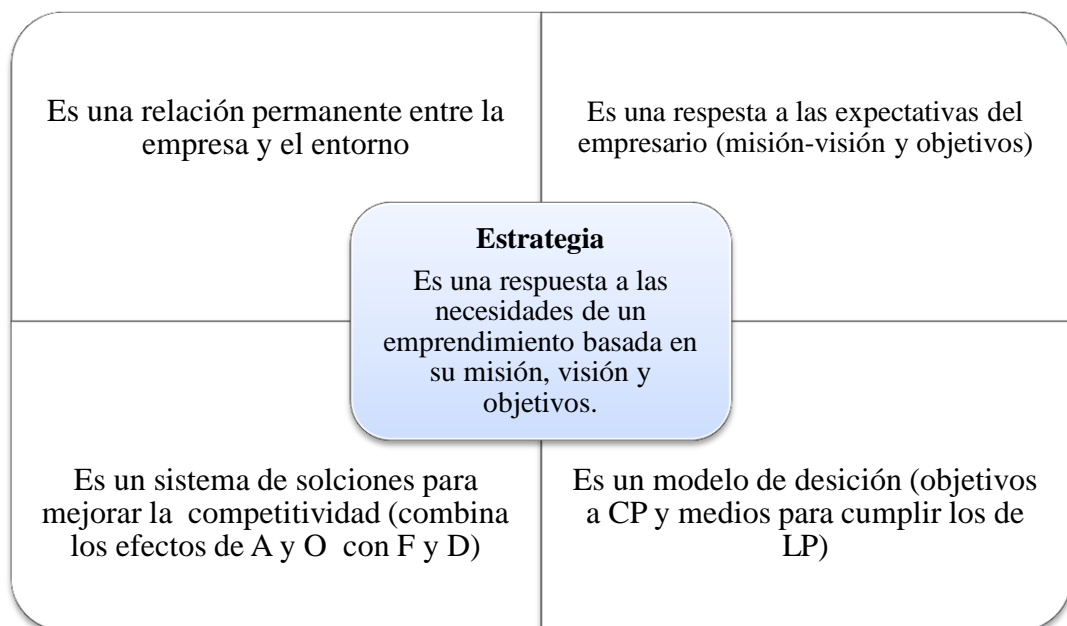 Es una relación permanente entre la
empresa y el entorno
Es una respesta a las expectativas del
empresario (misión-visión y objetivos)
Estrategia
Es una respuesta a las
necesidades de un
emprendimiento basada en
su misión, visión y
objetivos.
Es un sistema de solciones para
mejorar la competitividad (combina
los efectos de A y O con F y D)
Es un modelo de desición (objetivos
a CP y medios para cumplir los de
LP)